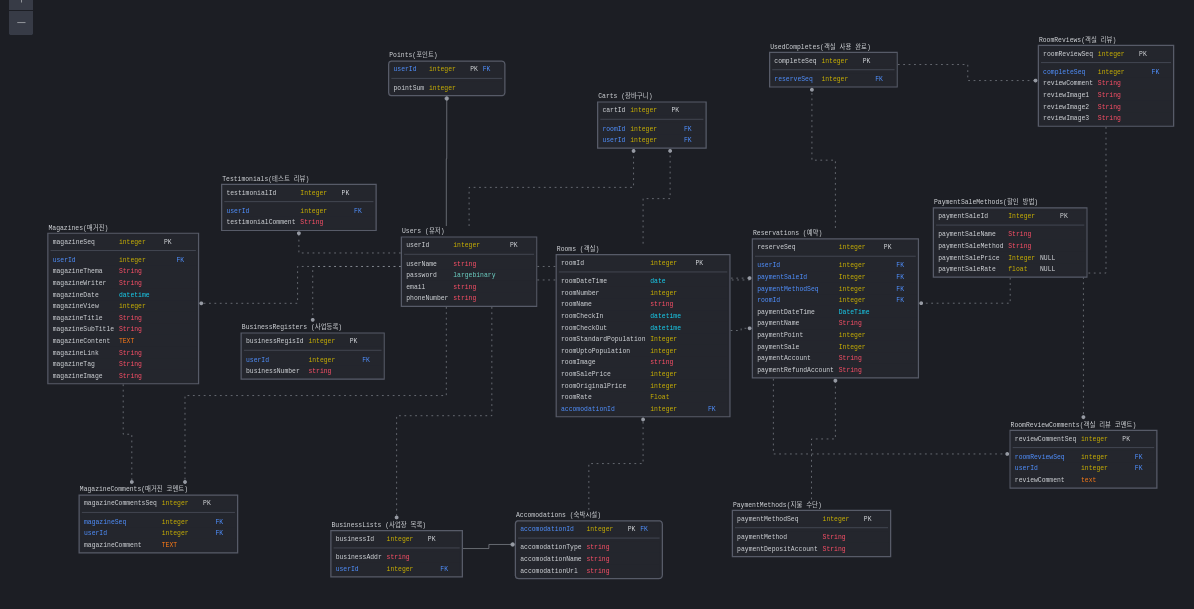 Points(포인트)
userId integer PK FK
pointSum integer
UsedCompletes(객실 사용 완료)
completeSeq integer PK
reserveSeq integer FK
RoomReviews(객실 리뷰)
roomReviewSeq integer PK
completeSeq integer FK
reviewComment String
reviewImage1 String
reviewImage2 String
reviewImage3 String
Carts (장바구니)
cartId integer PK
roomId integer FK
userId integer FK
Testimonials(테스트 리뷰)
testimonialId Integer PK
userId integer FK
testimonialComment String
Magazines(매거진)
magazineSeq integer PK
userId integer FK
magazineThema String
magazineWriter String
magazineDate datetime
magazineView integer
magazineTitle String
magazineSubTitle String
magazineContent TEXT
magazineLink String
magazineTag String
magazineImage String
Users (유저)
userId integer PK
userName string
password largebinary
email string
phoneNumber string
Rooms (객실)
roomId integer PK
roomDateTime date
roomNumber integer
roomName string
roomCheckIn datetime
roomCheckOut datetime
roomStandardPopulation Integer
roomUptoPopulation integer
roomImage string
roomSalePrice integer
roomOriginalPrice integer
roomRate Float
accomodationId integer FK
Reservations (예약)
reserveSeq integer PK
userId integer FK
paymentSaleId Integer FK
paymentMethodSeq Integer FK
roomId integer FK
paymentDateTime DateTime
paymentName String
paymentPoint integer
paymentSale Integer
paymentAccount String
paymentRefundAccount String
PaymentSaleMethods(할인 방법)
paymentSaleId Integer PK
paymentSaleName String
paymentSaleMethod String
paymentSalePrice Integer NULL
paymentSaleRate float NULL
BusinessRegisters (사업등록)
businessRegisId integer PK
userId integer FK
businessNumber string
RoomReviewComments(객실 리뷰 코멘트)
reviewCommentSeq integer PK
roomReviewSeq integer FK
userId integer FK
reviewComment text
MagazineComments(매거진 코멘트)
magazineCommentsSeq integer PK
magazineSeq integer FK
userId integer FK
magazineComment TEXT
BusinessLists (사업장 목록)
businessId integer PK
businessAddr string
userId integer FK
Accomodations (숙박시설)
accomodationId integer PK FK
accomodationType string
accomodationName string
accomodationUrl string
PaymentMethods(지불 수단)
paymentMethodSeq integer PK
paymentMethod String
paymentDepositAccount String